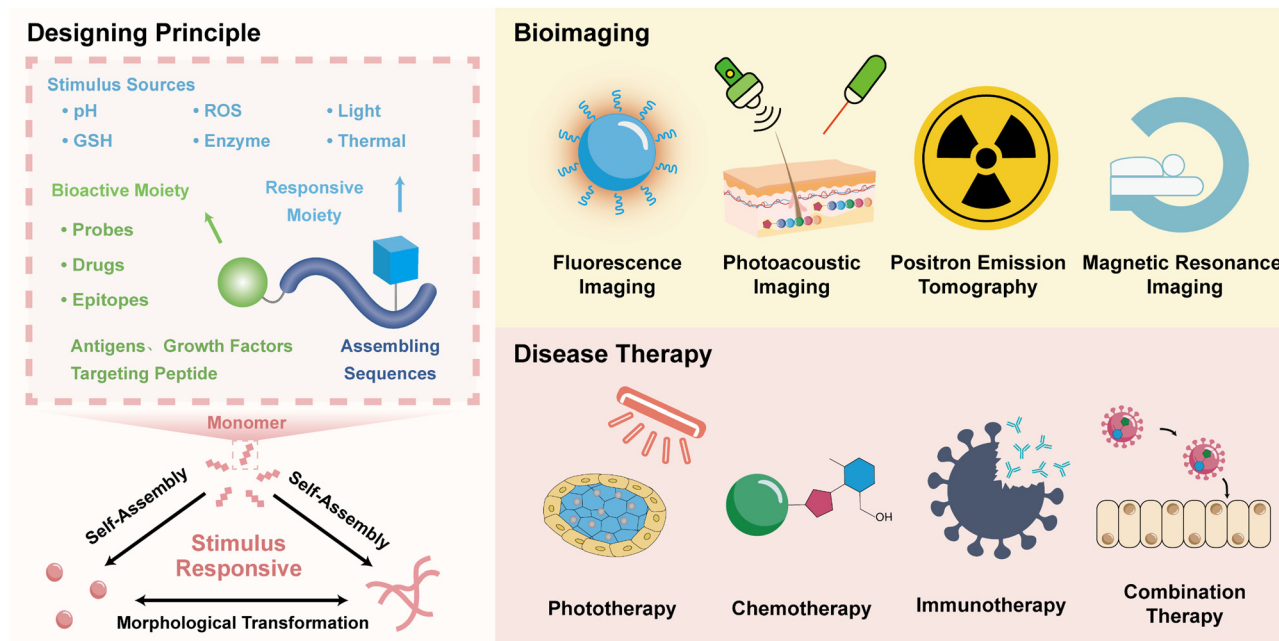 Designing Principle
Stimulus Sources
• pH
• ROS
• Light
• GSH
• Enzyme
• Thermal
Bioactive Moiety
Responsive
Moiety
• Probes
• Drugs
• Epitopes
Antigens、Growth Factors
Targeting Peptide
Assembling
Sequences
Monomer
Self-Assembly
Self-Assembly
Stimulus
Responsive
Morphological Transformation
Bioimaging
Fluorescence
Imaging
Photoacoustic
Imaging
Positron Emission
Tomography
Magnetic Resonance
Imaging
Disease Therapy
OH
Phototherapy
Chemotherapy
Immunotherapy
Combination
Therapy